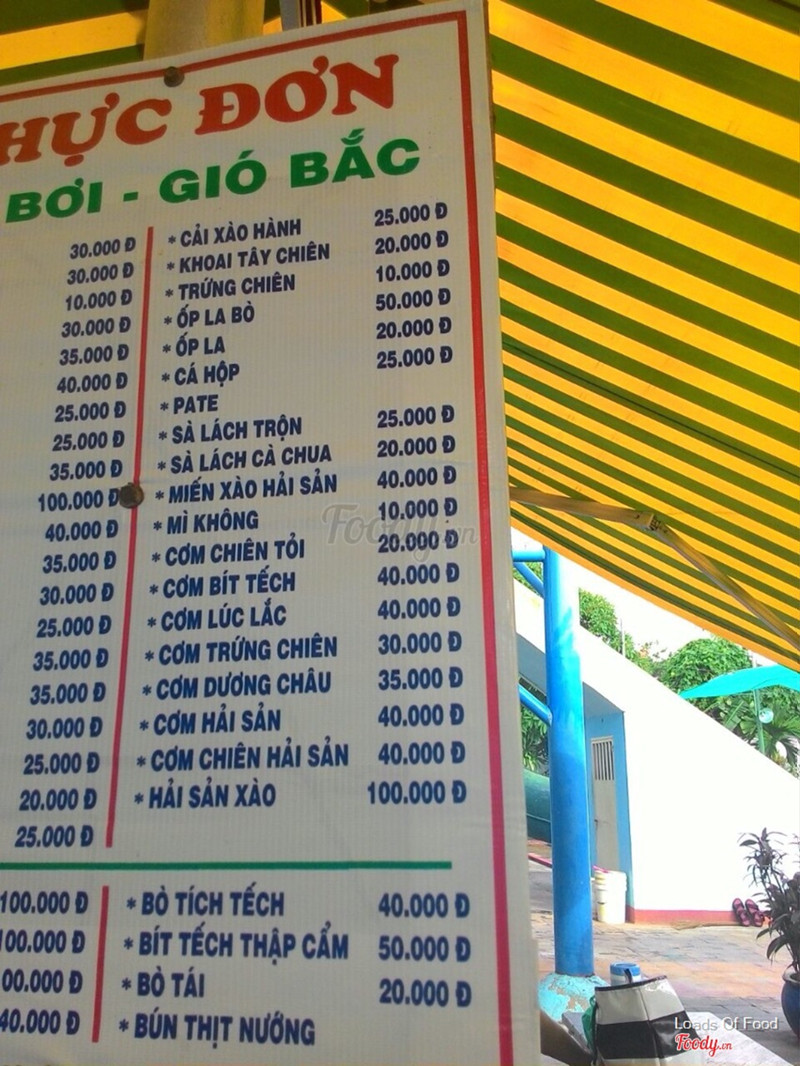 HỰC ĐƠN
BƠI - GIÓ BẮC
30.000 Đ * CẢI XÀO HÀNH 25.000 Đ
30.000 Đ * KHOAI TÂY CHIÊN 20.000 Đ
10.000 Đ * TRỨNG CHIÊN 10.000 Đ
30.000 Đ * ỐP LA BÒ 50.000 Đ
35.000 Đ * ỐP LA 20.000 Đ
40.000 Đ * CÁ HỘP 25.000 Đ
25.000 Đ * PATE
25.000 Đ * SÀ LÁCH TRỘN 25.000 Đ
35.000 Đ * SÀ LÁCH CÀ CHUA 20.000 Đ
100.000 Đ * MIẾN XÀO HẢI SẢN 40.000 Đ
40.000 Đ * MÌ KHÔNG 10.000 Đ
35.000 Đ * CƠM CHIÊN TỎI 20.000 Đ
30.000 Đ * CƠM BÍT TẾCH 40.000 Đ
25.000 Đ * CƠM LÚC LẮC 40.000 Đ
35.000 Đ * CƠM TRỨNG CHIÊN 30.000 Đ
35.000 Đ * CƠM DƯƠNG CHÂU 35.000 Đ
30.000 Đ * CƠM HẢI SẢN 40.000 Đ
25.000 Đ * CƠM CHIÊN HẢI SẢN 40.000 Đ
20.000 Đ * HẢI SẢN XÀO 100.000 Đ
25.000 Đ
100.000 Đ * BÒ TÍCH TẾCH 40.000 Đ
100.000 Đ * BÍT TẾCH THẬP CẨM 50.000 Đ
00.000 Đ * BÒ TÁI 20.000 Đ
40.000 Đ * BÚN THỊT NƯỚNG
Foody.vn
Loads Of Food
Foody.vn